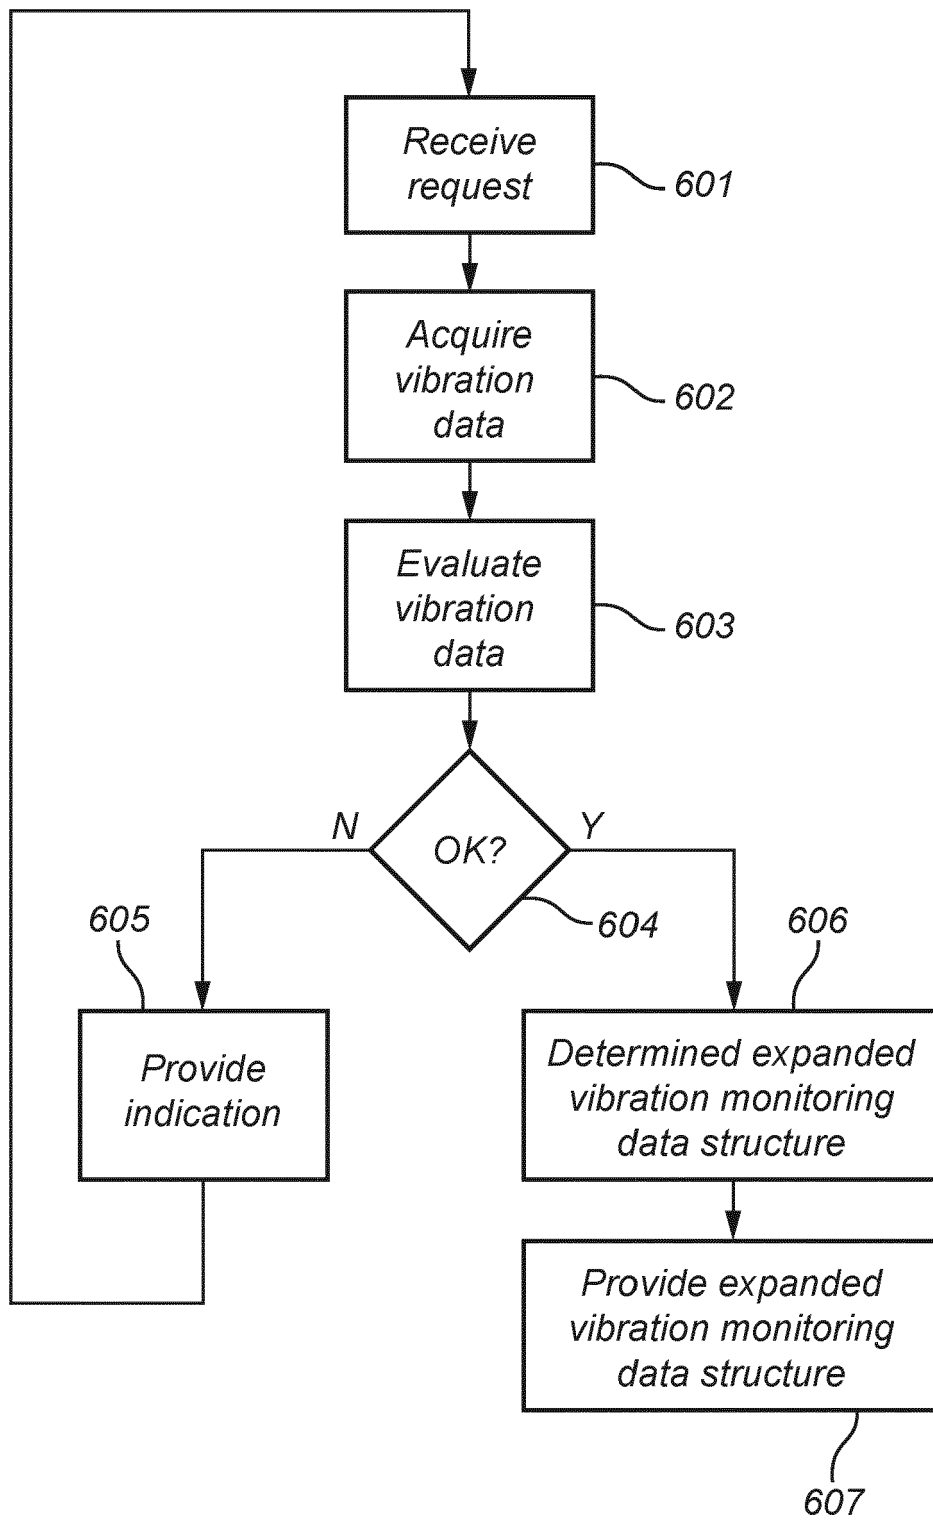 Receive
request
601
Acquire
vibration
data
602
Evaluate
vibration
data
603
N
OK?
Y
604
605
606
Provide
indication
Determined expanded
vibration monitoring
data structure
Provide expanded
vibration monitoring
data structure
607